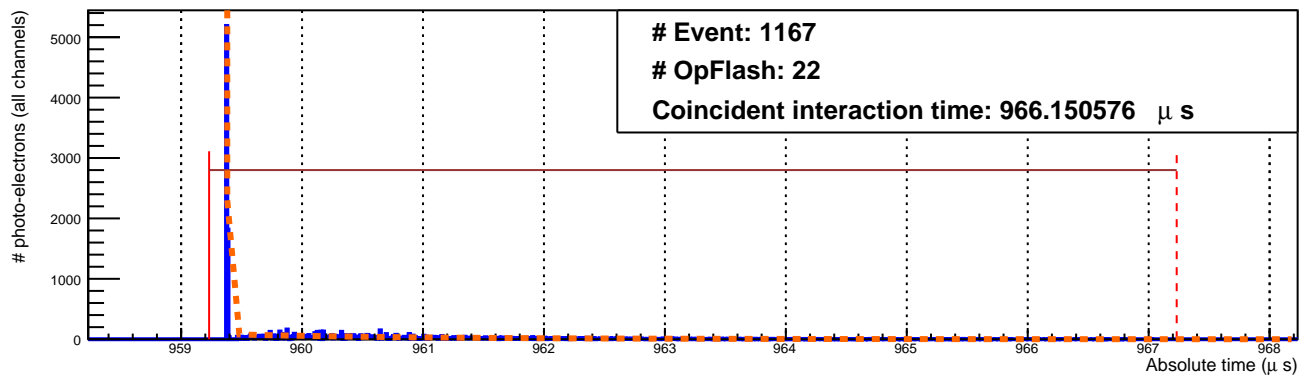 # Event: 1167
# OpFlash: 22
Coincident interaction time: 966.150576 μ s
# photo-electrons (all channels)
5000
4000
3000
2000
1000
0
959 960 961 962 963 964 965 966 967 968
Absolute time (μ s)